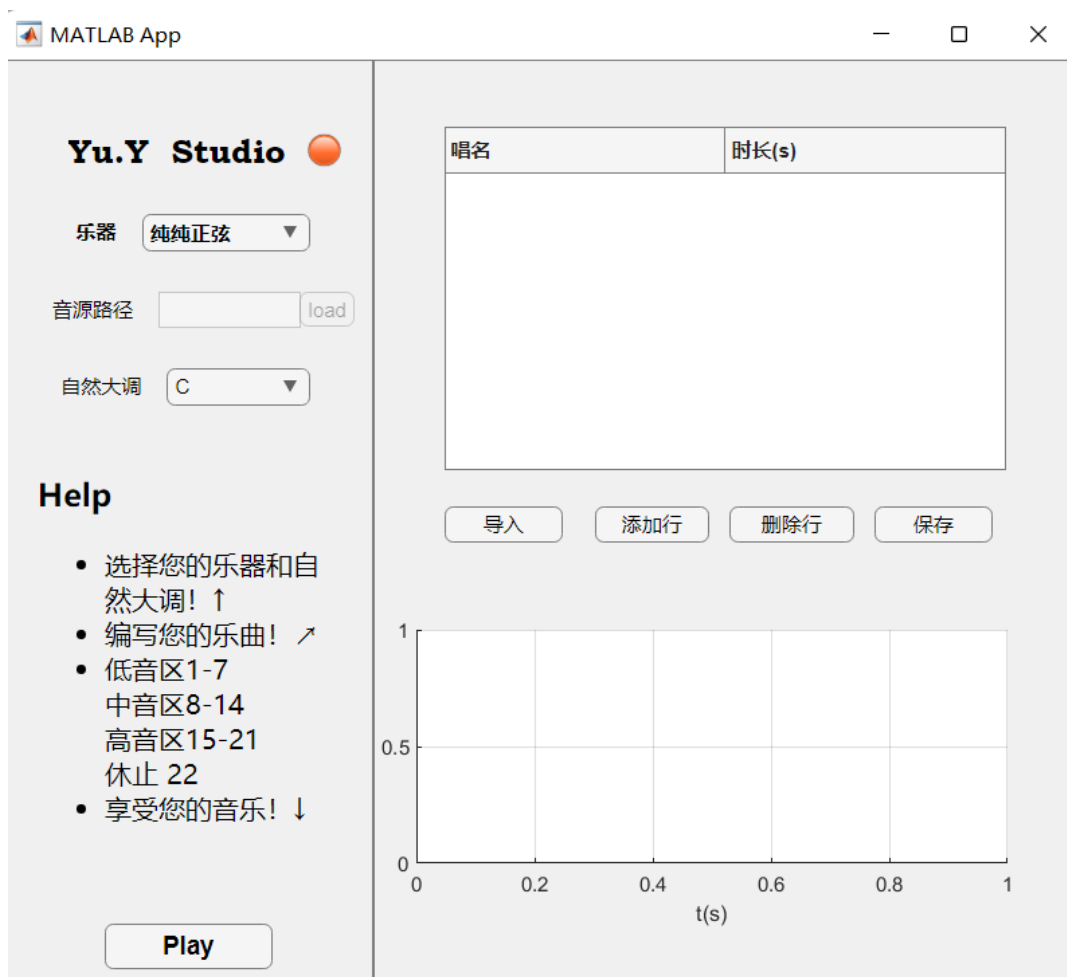 MATLAB App
Yu.Y Studio
乐器 纯纯正弦
音源路径 load
自然大调 C
Help
• 选择您的乐器和自
然大调！↑
• 编写您的乐曲！↗
• 低音区1-7
中音区8-14
高音区15-21
休止 22
• 享受您的音乐！↓
Play
唱名 时长(s)
导入 添加行 删除行 保存
1
0.5
0
0 0.2 0.4 0.6 0.8 1
t(s)